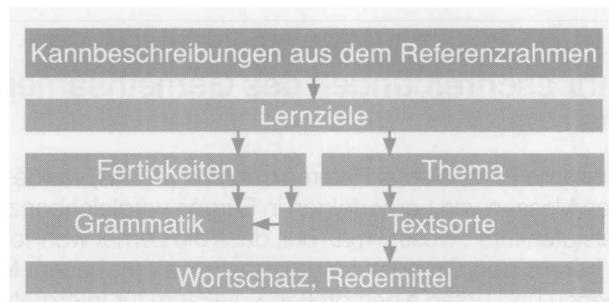 Kannbeschreibungen aus dem Referenzrahmen
Lernziele
Fertigkeiten
Thema
Grammatik
Textsorte
Wortschatz, Redemittel